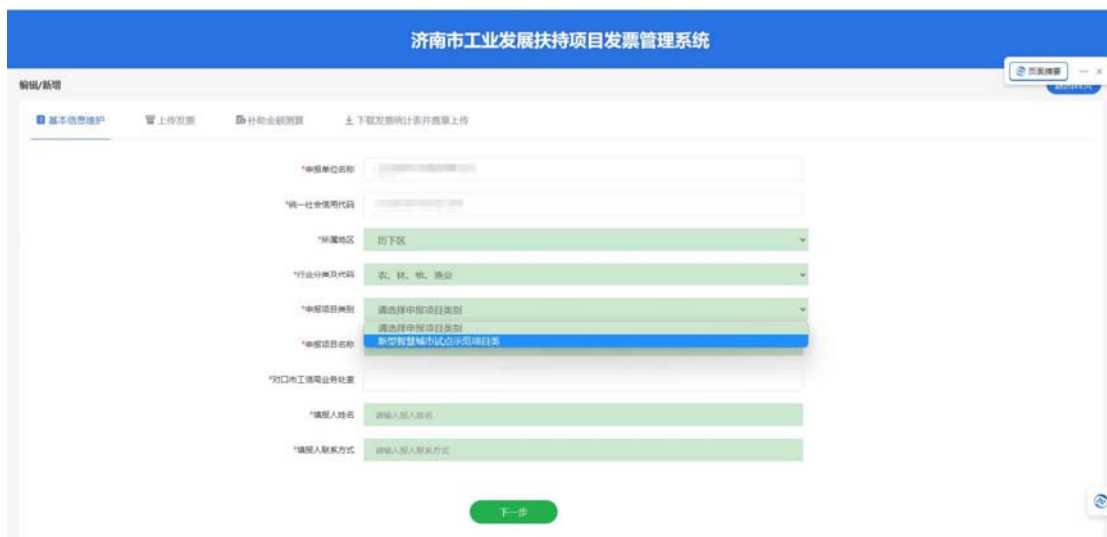 济南市工业发展扶持项目发票管理系统
页面摘要
编辑/新增
基本信息维护 上传发票 补助金额测算 下载发票统计表并盖章上传
*申报单位名称
*统一社会信用代码
*所属地区 历下区
*行业分类及代码 农、林、牧、渔业
*申报项目类别 请选择申报项目类别
请选择申报项目类别
新型智慧城市试点示范项目类
*申报项目名称
*对口市工信局业务处室
*填报人姓名 请输入报人姓名
*填报人联系方式 请输入报人联系方式
下一步